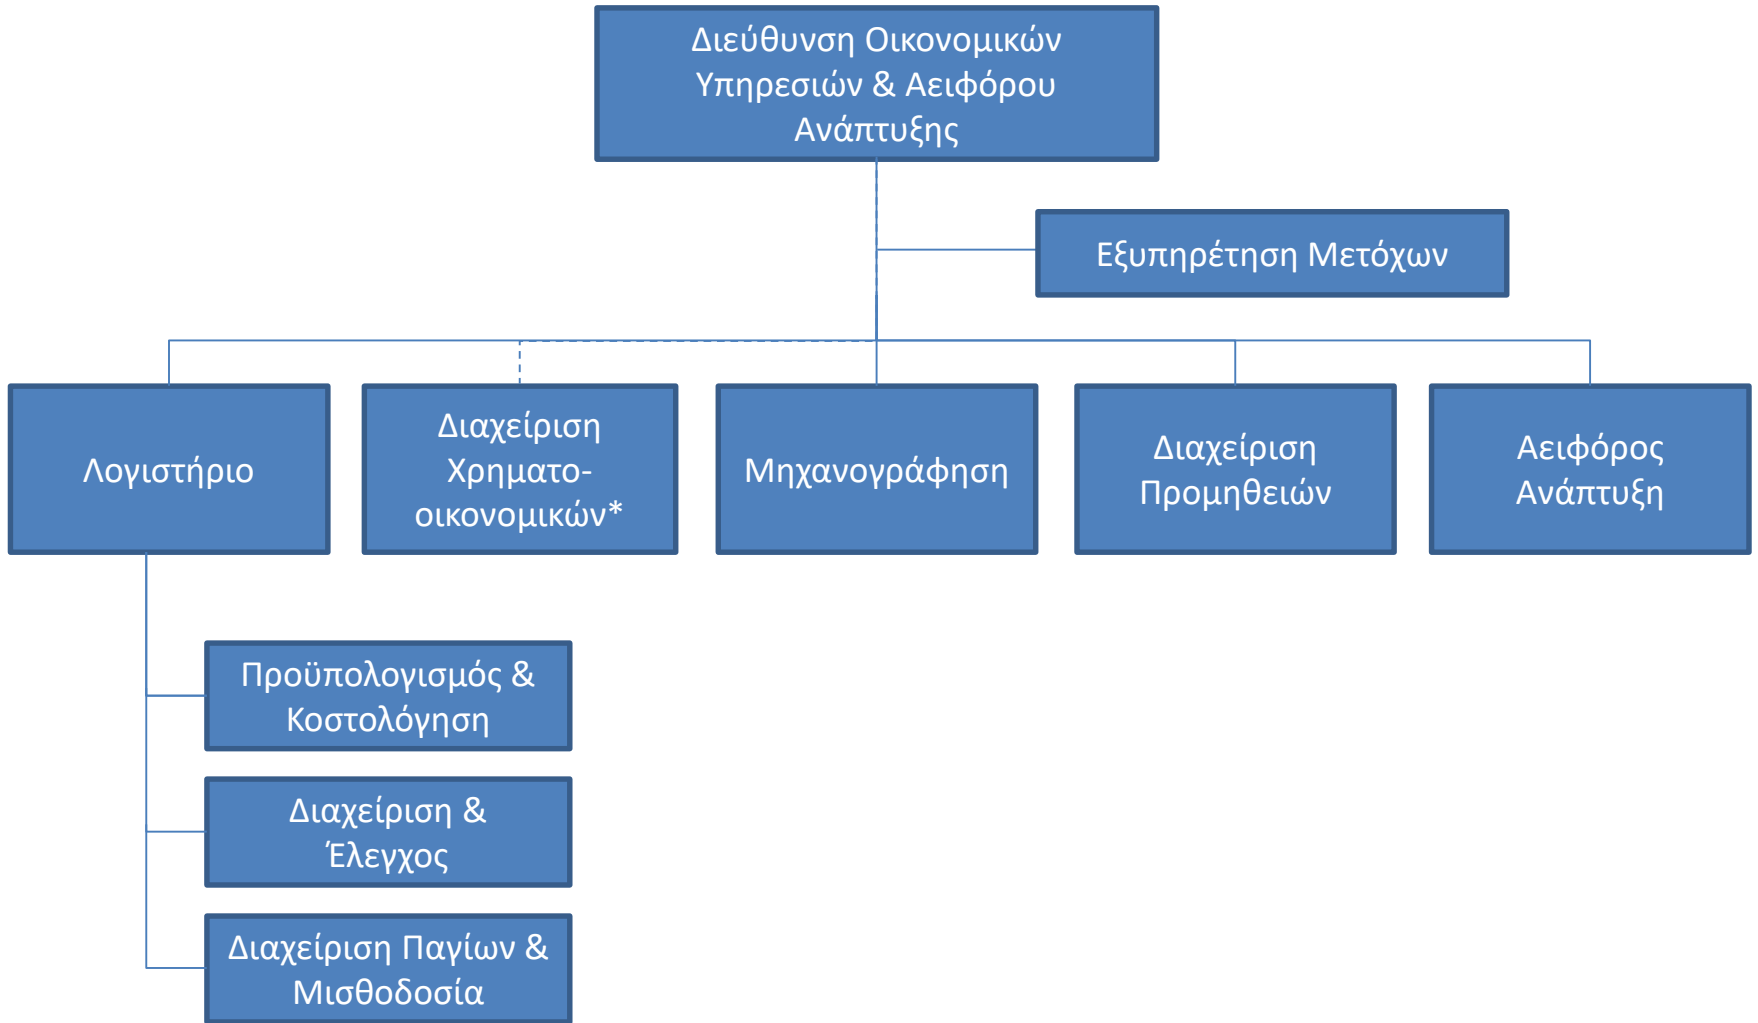 Διεύθυνση Οικονομικών
Υπηρεσιών & Αειφόρου
Ανάπτυξης
Εξυπηρέτηση Μετόχων
Λογιστήριο
Διαχείριση
Χρηματο-
οικονομικών*
Μηχανογράφηση
Διαχείριση
Προμηθειών
Αειφόρος
Ανάπτυξη
Προϋπολογισμός &
Κοστολόγηση
Διαχείριση &
Έλεγχος
Διαχείριση Παγίων &
Μισθοδοσία